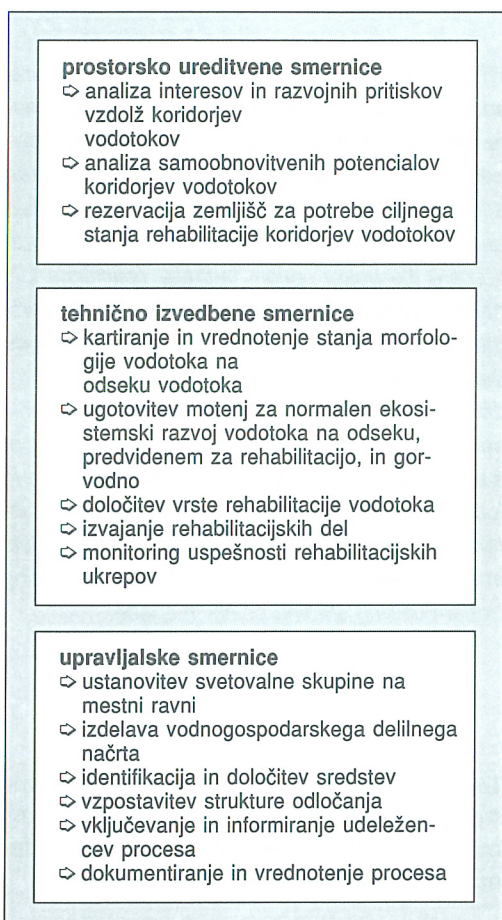 prostorsko ureditvene smernice
➪ analiza interesov in razvojnih pritiskov
vzdolž koridorjev
vodotokov
➪ analiza samoobnovitvenih potencialov
koridorjev vodotokov
➪ rezervacija zemljišč za potrebe ciljnega
stanja rehabilitacije koridorjev vodotokov
tehnično izvedbene smernice
➪ kartiranje in vrednotenje stanja morfolo-
gije vodotoka na
odseku vodotoka
➪ ugotovitev motenj za normalen ekosi-
stemski razvoj vodotoka na odseku,
predvidenem za rehabilitacijo, in gor-
vodno
➪ določitev vrste rehabilitacije vodotoka
➪ izvajanje rehabilitacijskih del
➪ monitoring uspešnosti rehabilitacijskih
ukrepov
upravljalske smernice
➪ ustanovitev svetovalne skupine na
mestni ravni
➪ izdelava vodnogospodarskega delilnega
načrta
➪ identifikacija in določitev sredstev
➪ vzpostavitev strukture odločanja
➪ vključevanje in informiranje udeležen-
cev procesa
➪ dokumentiranje in vrednotenje procesa